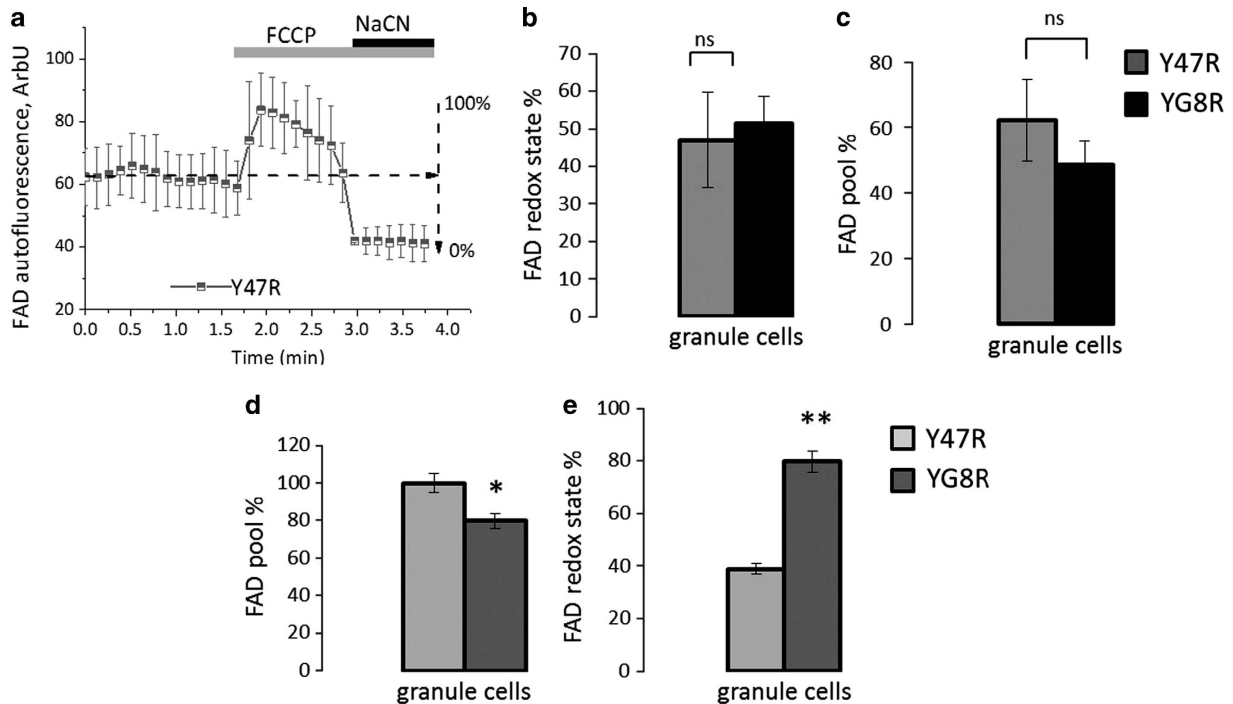 a
FAD autofluorescence, ArbU
100
80
60
40
20
FCCP
NaCN
100%
0%
Y47R
0.0 0.5 1.0 1.5 2.0 2.5 3.0 3.5 4.0
Time (min)
b
FAD redox state %
70
60
50
40
30
20
10
0
ns
granule cells
c
FAD pool %
80
60
40
20
0
ns
granule cells
Y47R
YG8R
d
FAD pool %
120
100
80
60
40
20
0
*
granule cells
e
FAD redox state %
100
80
60
40
20
0
**
granule cells
Y47R
YG8R